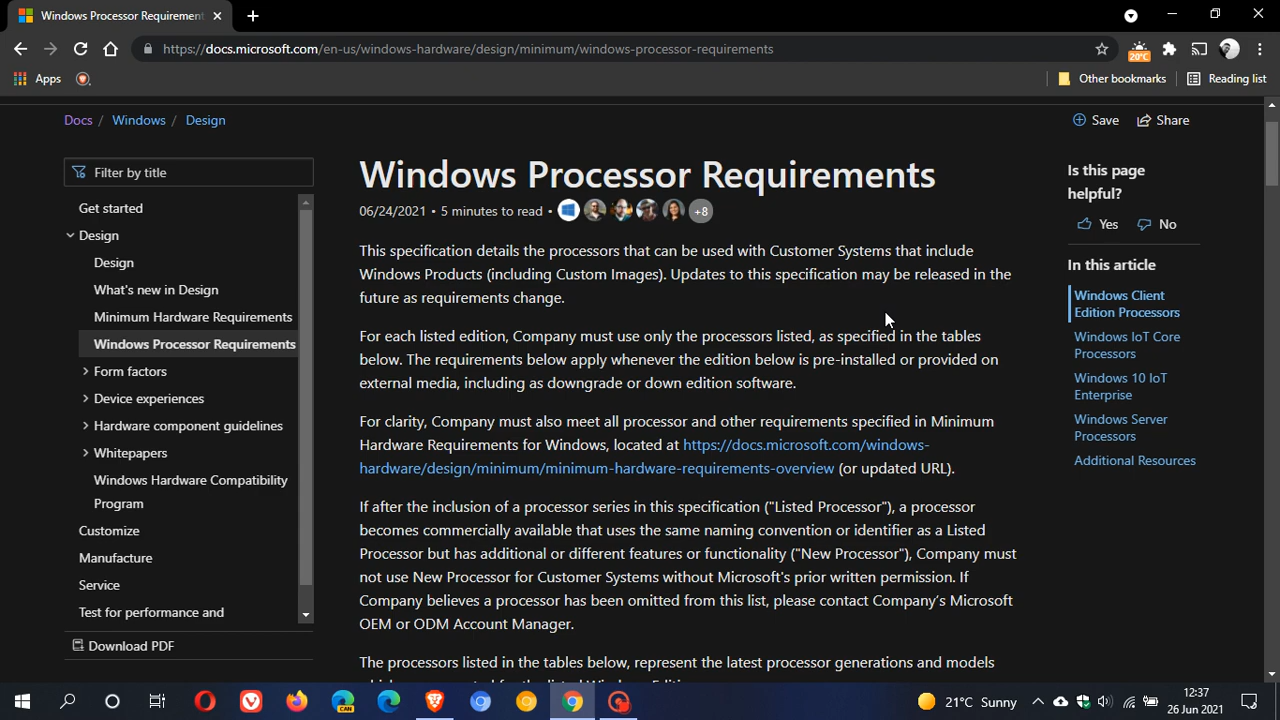 Windows Processor Requirement
https://docs.microsoft.com/en-us/windows-hardware/design/minimum/windows-processor-requirements
20°C
Apps
Other bookmarks
Reading list
Docs / Windows / Design
Save
Share
Filter by title
Get started
Design
Design
What's new in Design
Minimum Hardware Requirements
Windows Processor Requirements
Form factors
Device experiences
Hardware component guidelines
Whitepapers
Windows Hardware Compatibility
Program
Customize
Manufacture
Service
Test for performance and
Download PDF
Windows Processor Requirements
06/24/2021 • 5 minutes to read •
+8
This specification details the processors that can be used with Customer Systems that include
Windows Products (including Custom Images). Updates to this specification may be released in the
future as requirements change.
For each listed edition, Company must use only the processors listed, as specified in the tables
below. The requirements below apply whenever the edition below is pre-installed or provided on
external media, including as downgrade or down edition software.
For clarity, Company must also meet all processor and other requirements specified in Minimum
Hardware Requirements for Windows, located at https://docs.microsoft.com/windows-
hardware/design/minimum/minimum-hardware-requirements-overview (or updated URL).
If after the inclusion of a processor series in this specification ("Listed Processor"), a processor
becomes commercially available that uses the same naming convention or identifier as a Listed
Processor but has additional or different features or functionality ("New Processor"), Company must
not use New Processor for Customer Systems without Microsoft's prior written permission. If
Company believes a processor has been omitted from this list, please contact Company's Microsoft
OEM or ODM Account Manager.
The processors listed in the tables below, represent the latest processor generations and models
Is this page
helpful?
Yes
No
In this article
Windows Client
Edition Processors
Windows IoT Core
Processors
Windows 10 IoT
Enterprise
Windows Server
Processors
Additional Resources
CAN
21°C Sunny
12:37
26 Jun 2021